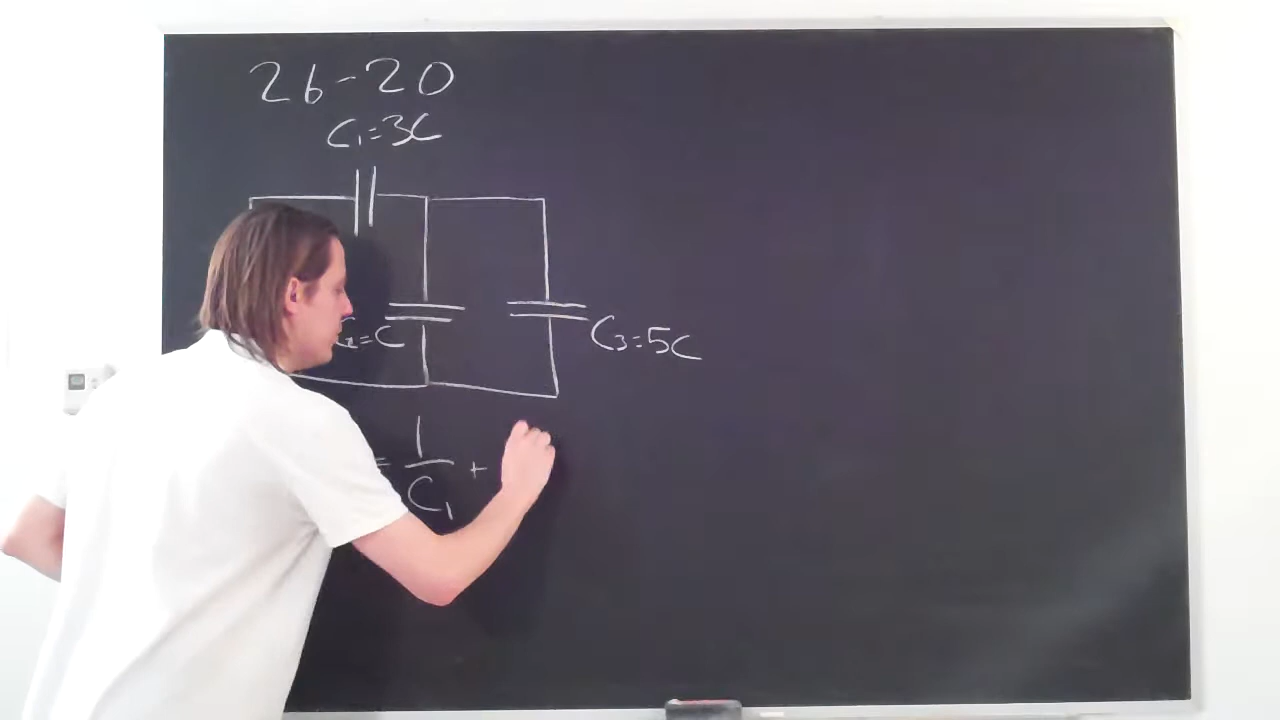 26-20
C₁=3C
C₂=C
C₃=5C
= 1/C₁ +